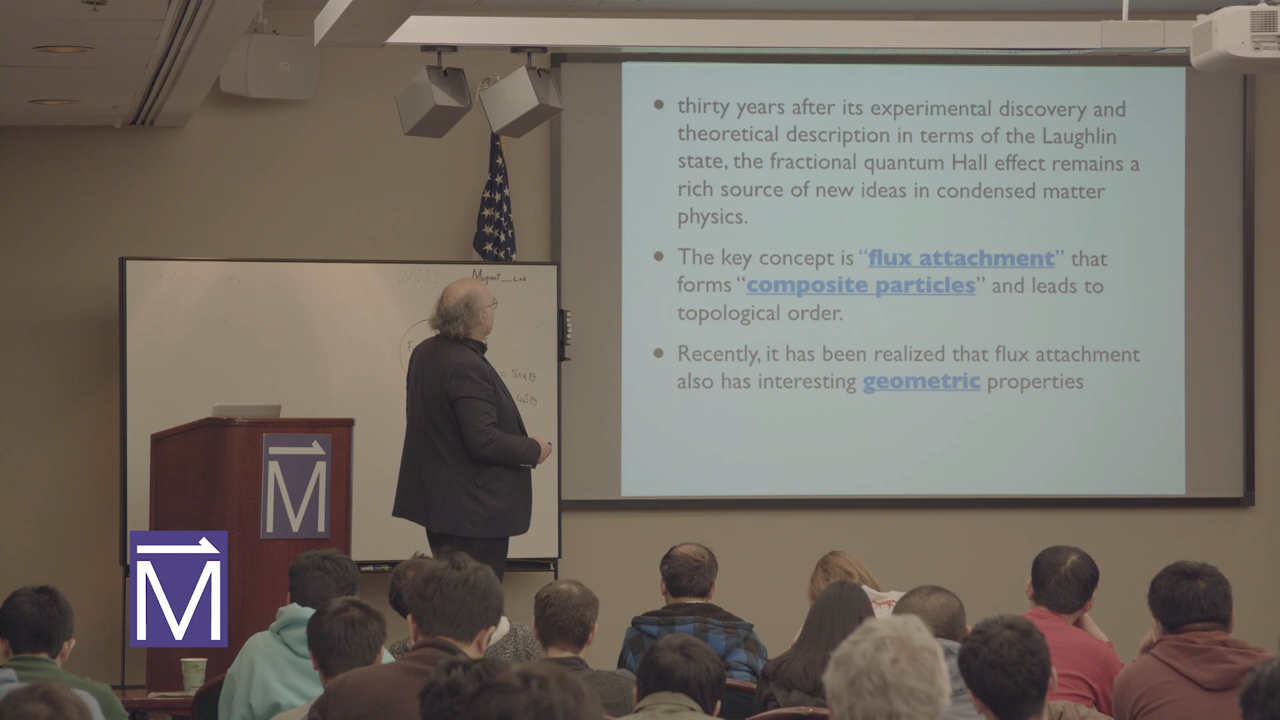 • thirty years after its experimental discovery and
theoretical description in terms of the Laughlin
state, the fractional quantum Hall effect remains a
rich source of new ideas in condensed matter
physics.
• The key concept is “flux attachment” that
forms “composite particles” and leads to
topological order.
• Recently, it has been realized that flux attachment
also has interesting geometric properties
Magnet_Lab
= Sinθ
Cosθ
M
M